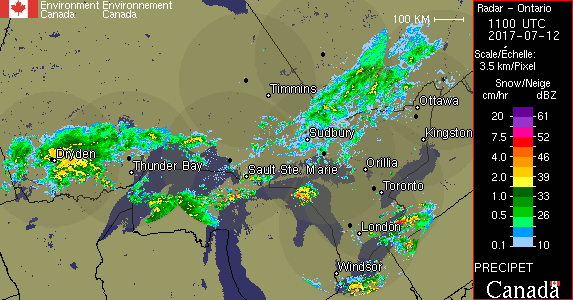 Environment Environnement
Canada Canada
100 KM
Timmins
Ottawa
Sudbury
Kingston
Dryden
Thunder Bay
Sault Ste. Marie
Orillia
Toronto
London
Windsor
Radar - Ontario
1100 UTC
2017-07-12
Scale/Échelle:
3.5 km/Pixel
Snow/Neige
cm/hr dBZ
20 61
7.5 52
4.0 46
2.0 39
1.0 33
0.5 26
0.1 10
PRECIPET
Canada